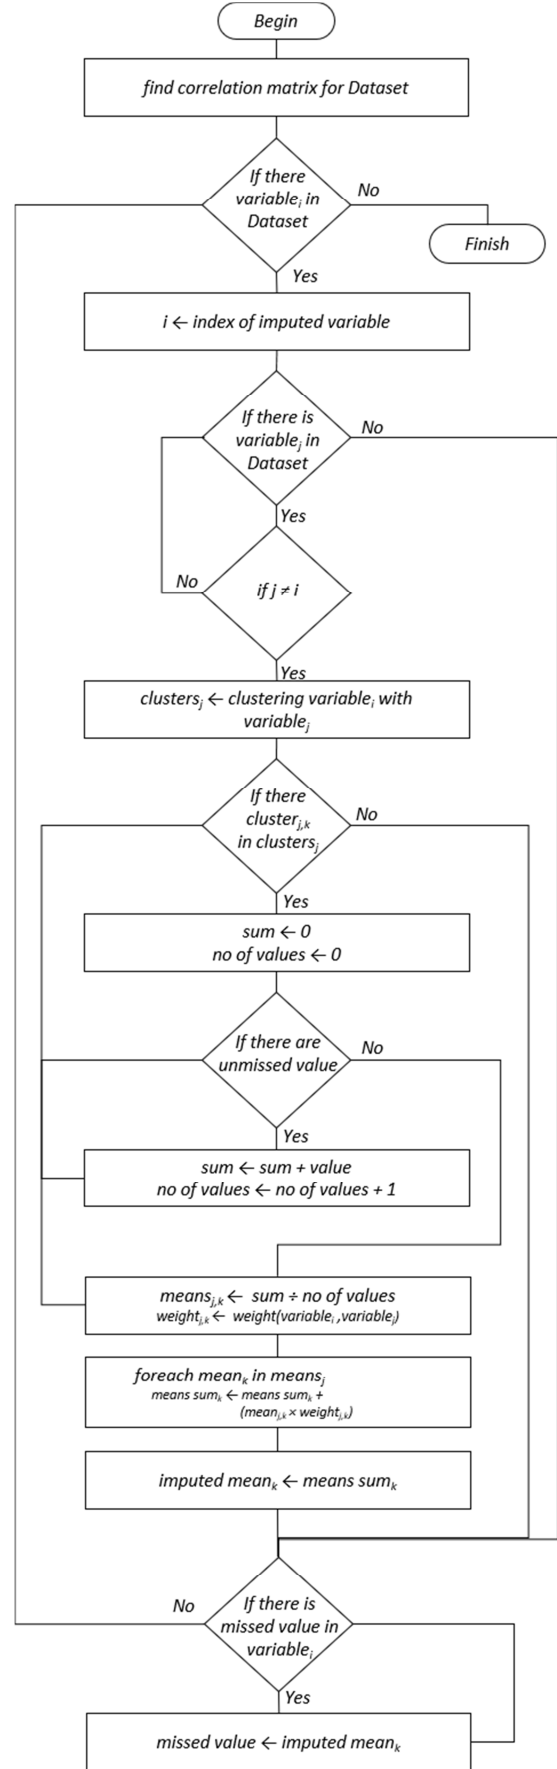 Begin
find correlation matrix for Dataset
If there
variableᵢ in
Dataset
No
Finish
Yes
i ← index of imputed variable
If there is
variableⱼ in
Dataset
No
Yes
if j ≠ i
No
Yes
clustersⱼ ← clustering variableᵢ with
variableⱼ
If there
cluster_{j,k}
in clustersⱼ
No
Yes
sum ← 0
no of values ← 0
If there are
unmissed value
No
Yes
sum ← sum + value
no of values ← no of values + 1
means_{j,k} ← sum ÷ no of values
weight_{j,k} ← weight(variableᵢ ,variableⱼ)
foreach meanₖ in meansⱼ
means sumₖ ← means sumₖ +
(mean_{j,k} × weight_{j,k})
imputed meanₖ ← means sumₖ
No
If there is
missed value in
variableᵢ
Yes
missed value ← imputed meanₖ